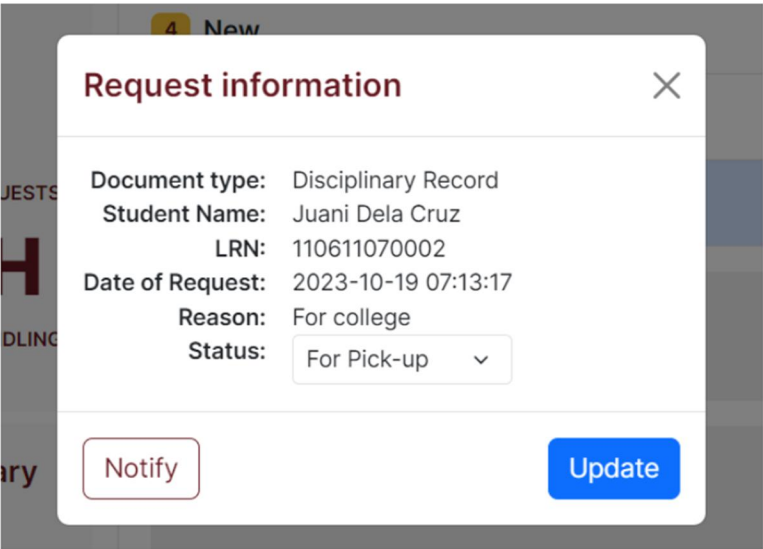 4 New
Request information
UESTS
H
DLING
ary
Document type: Disciplinary Record
Student Name: Juani Dela Cruz
LRN: 110611070002
Date of Request: 2023-10-19 07:13:17
Reason: For college
Status: For Pick-up
Notify
Update